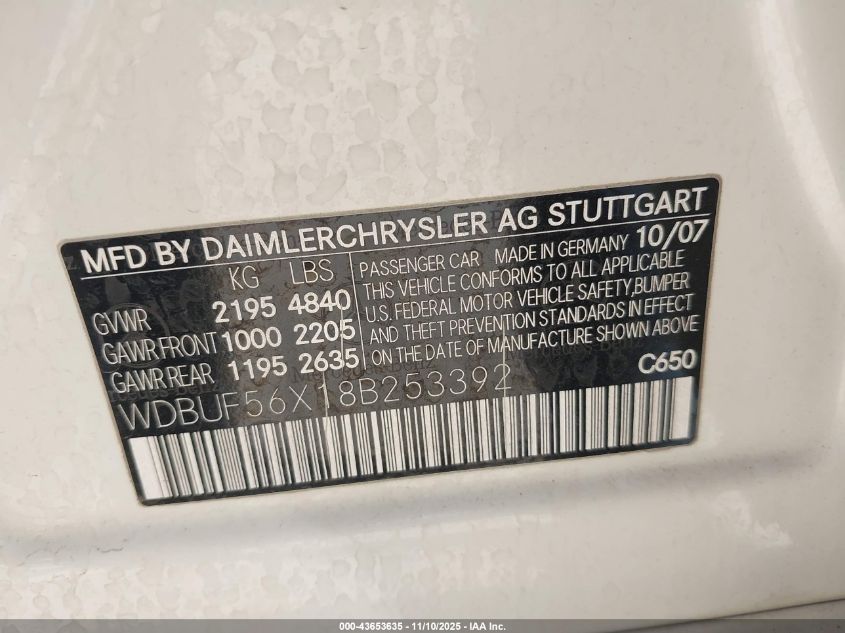 MFD BY DAIMLERCHRYSLER AG STUTTGART
KG LBS
GVWR 2195 4840
GAWR FRONT 1000 2205
GAWR REAR 1195 2635
PASSENGER CAR MADE IN GERMANY 10/07
THIS VEHICLE CONFORMS TO ALL APPLICABLE
U.S. FEDERAL MOTOR VEHICLE SAFETY, BUMPER
AND THEFT PREVENTION STANDARDS IN EFFECT
ON THE DATE OF MANUFACTURE SHOWN ABOVE
C650
WDBUF56X18B253392
000-43653635 - 11/10/2025 - IAA Inc.